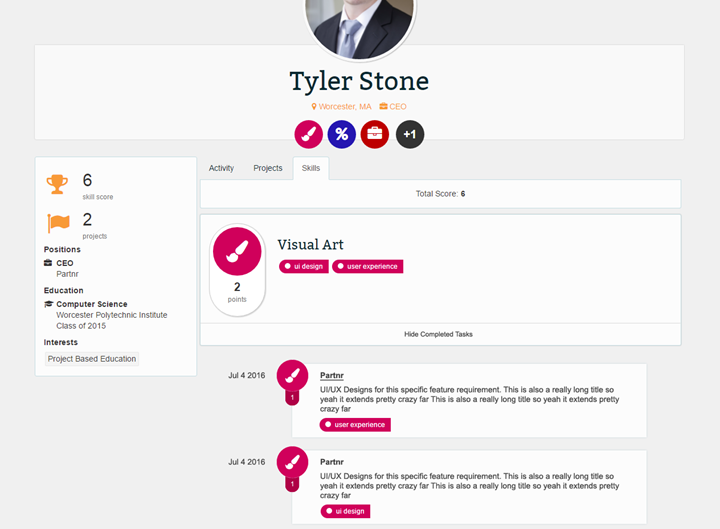 Tyler Stone
Worcester, MA CEO
% +1
6
skill score
2
projects
Positions
CEO
Partnr
Education
Computer Science
Worcester Polytechnic Institute
Class of 2015
Interests
Project Based Education
Activity Projects Skills
Total Score: 6
Visual Art
ui design user experience
2
points
Hide Completed Tasks
Jul 4 2016
1
Partnr
UI/UX Designs for this specific feature requirement. This is also a really long title so
yeah it extends pretty crazy far This is also a really long title so yeah it extends pretty
crazy far
user experience
Jul 4 2016
1
Partnr
UI/UX Designs for this specific feature requirement. This is also a really long title so
yeah it extends pretty crazy far This is also a really long title so yeah it extends pretty
crazy far
ui design